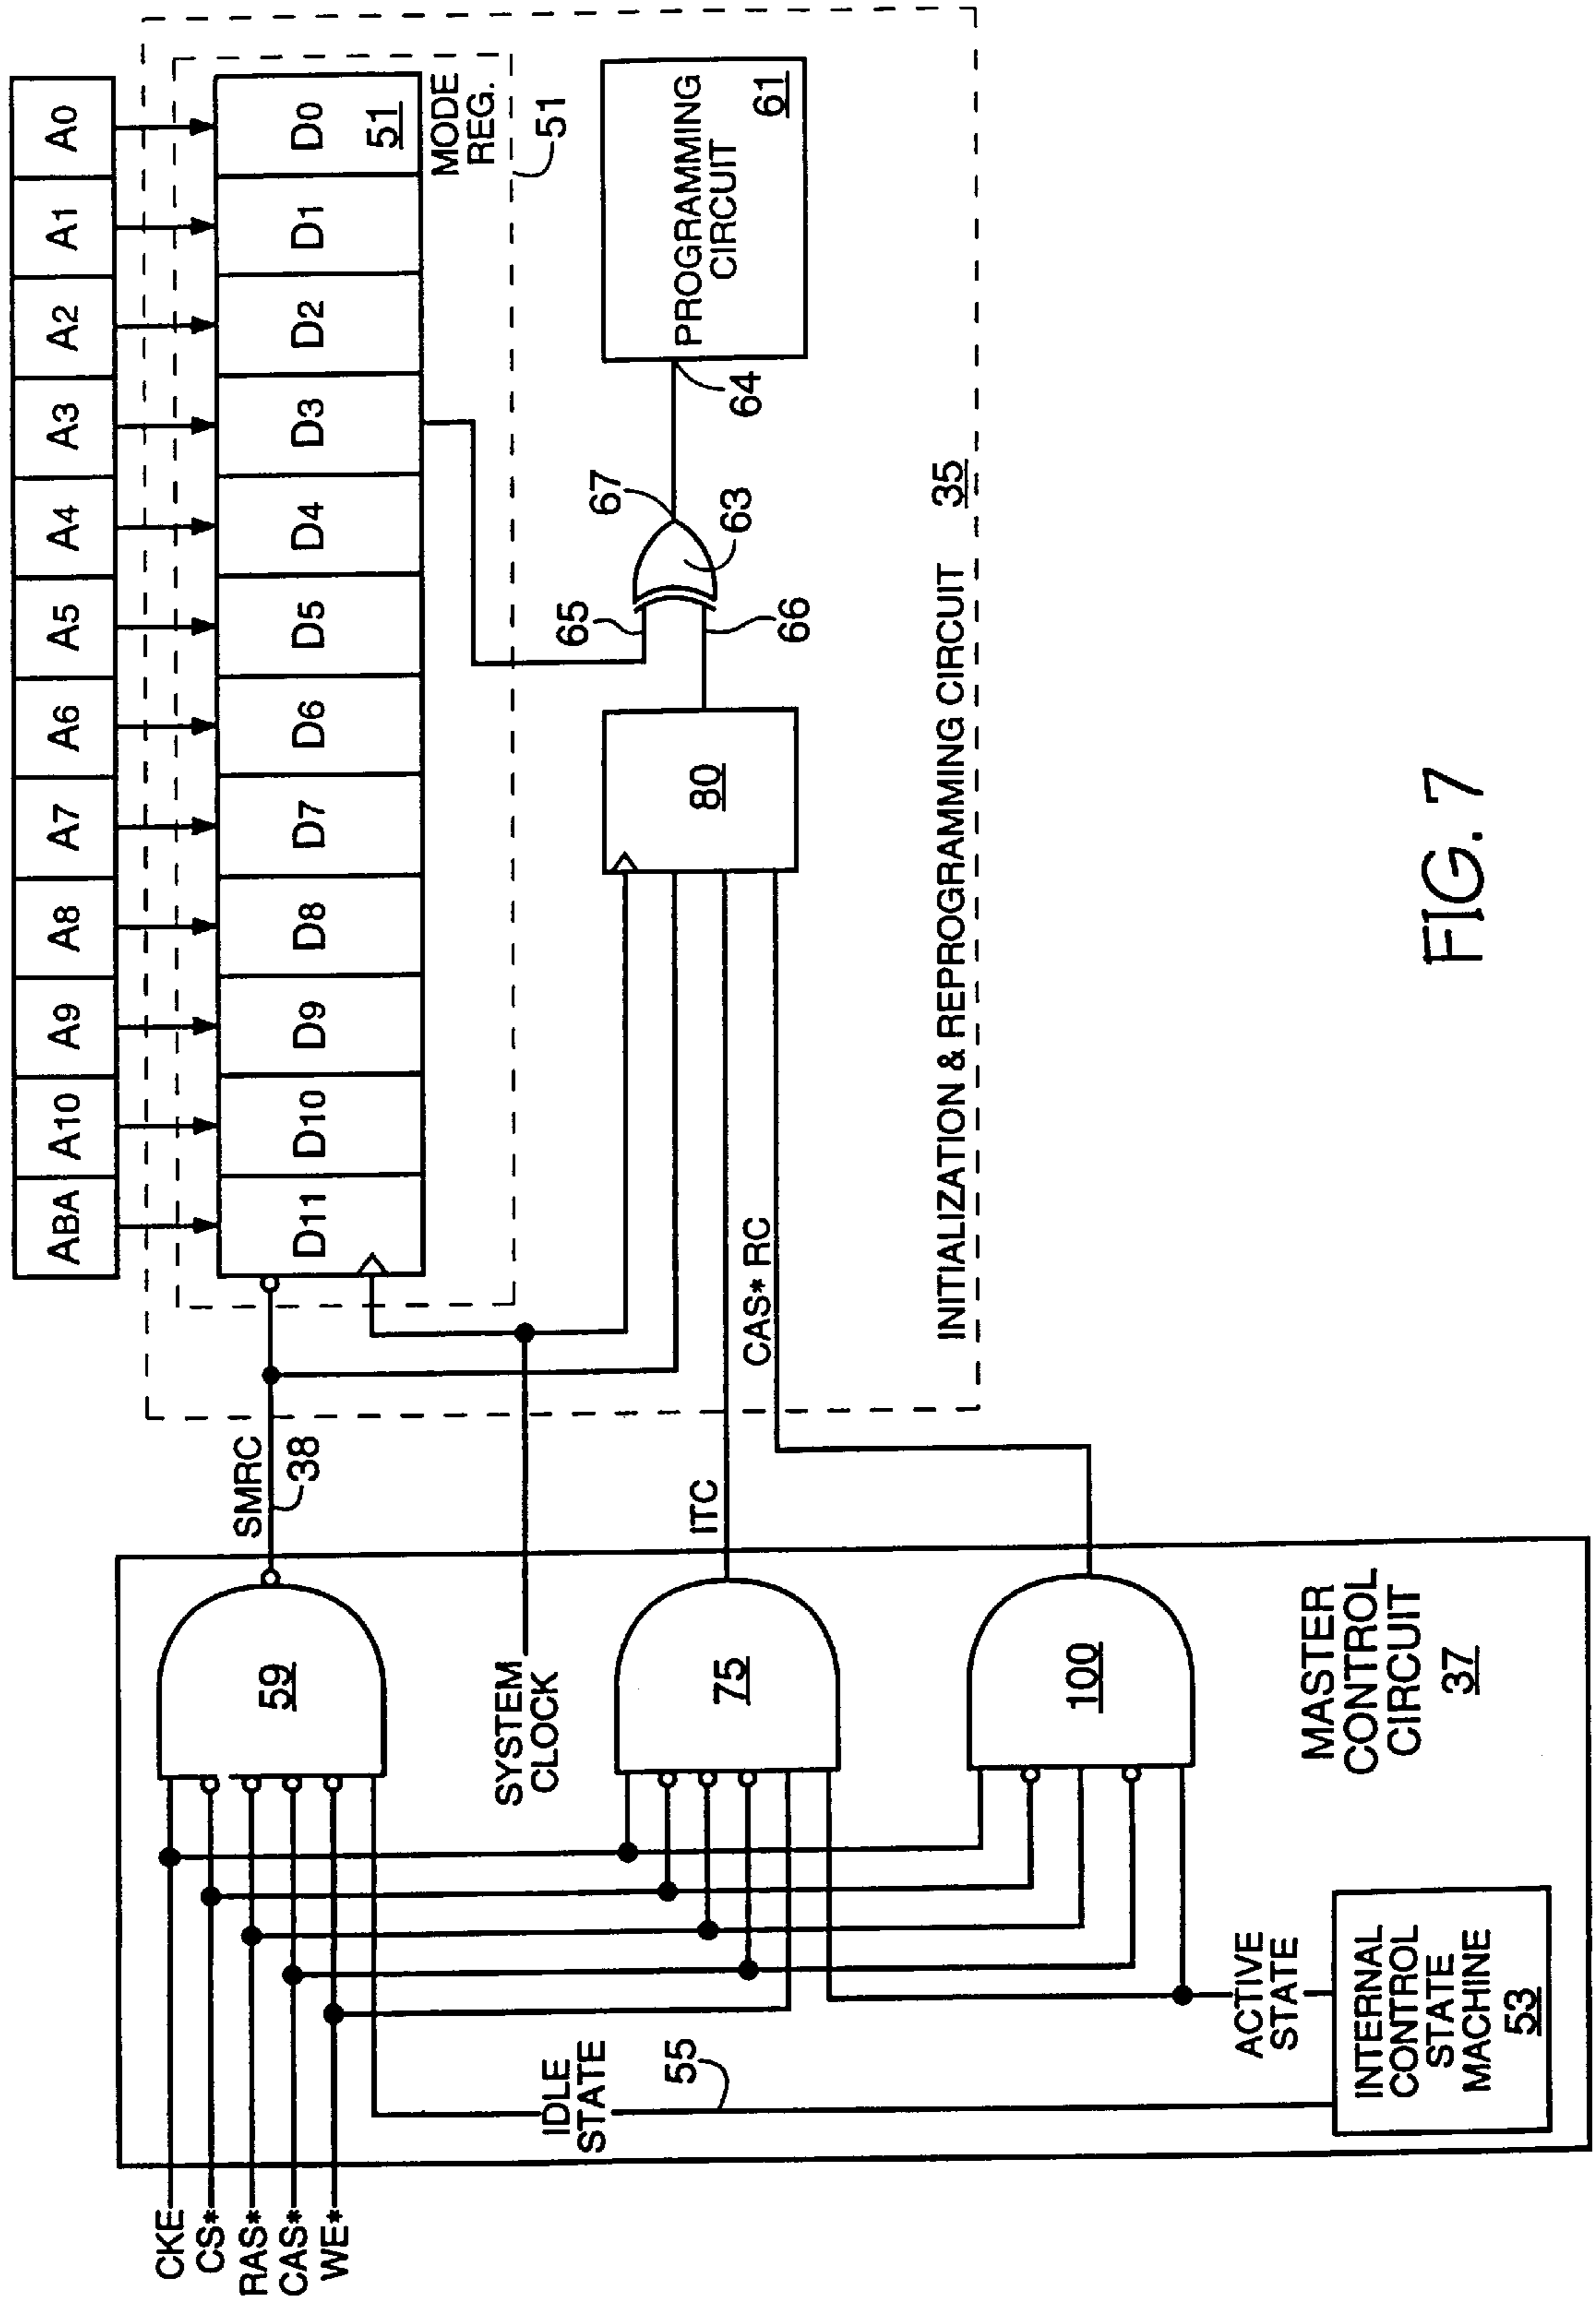 ABA A10 A9 A8 A7 A6 A5 A4 A3 A2 A1 A0
D11 D10 D9 D8 D7 D6 D5 D4 D3 D2 D1 D0
51
MODE
REG.
51
CKE
CS*
RAS*
CAS*
WE*
59
SMRC
38
SYSTEM
CLOCK
65
66
67
63
64
PROGRAMMING
CIRCUIT
61
80
75
ITC
CAS* RC
100
IDLE
STATE
55
ACTIVE
STATE
INITIALIZATION & REPROGRAMMING CIRCUIT 35
MASTER
CONTROL
CIRCUIT
37
INTERNAL
CONTROL
STATE
MACHINE
53
FIG. 7